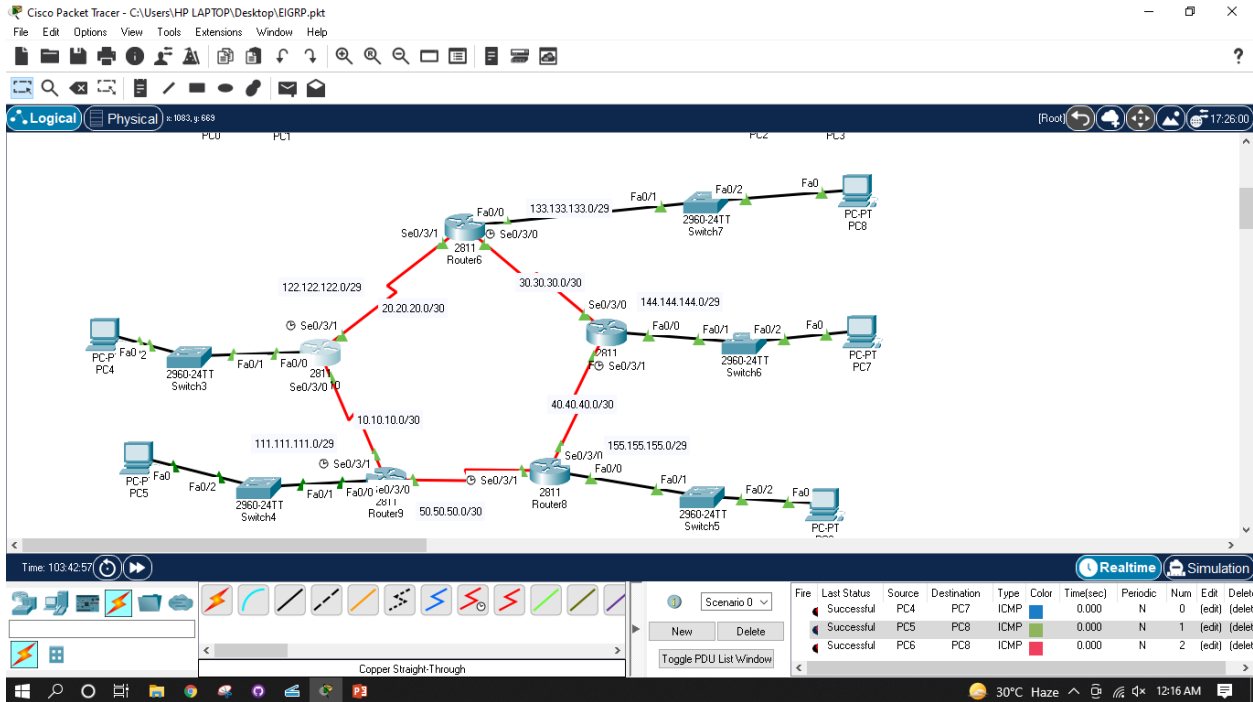 Cisco Packet Tracer - C:\Users\HP LAPTOP\Desktop\EIGRP.pkt
File Edit Options View Tools Extensions Window Help
?
Logical Physical x: 1083, y: 669 [Root] 17:26:00
PC0 PC1 PC2 PC3
Fa0/0 133.133.133.0/29 Fa0/1 Fa0/2 Fa0
2960-24TT
Switch7
PC-PT
PC8
Se0/3/1 Se0/3/0
2811
Router6
122.122.122.0/29 30.30.30.0/30
20.20.20.0/30
Se0/3/0 144.144.144.0/29
Se0/3/1
Fa0/0 Fa0/1 Fa0/2 Fa0
2811
Se0/3/1
2960-24TT
Switch6
PC-PT
PC7
PC-P Fa0
PC4
2960-24TT
Switch3
Fa0/1 Fa0/0
Se0/3/0
40.40.40.0/30
10.10.10.0/30
111.111.111.0/29 155.155.155.0/29
Se0/3/1 Se0/3/0
Fa0/0 Fa0/1 Fa0/2 Fa0
PC-P Fa0
PC5
Fa0/2
2960-24TT
Switch4
Fa0/1 Fa0/0
2811
Router9
50.50.50.0/30
Se0/3/1
2811
Router8
2960-24TT
Switch5
PC-PT
Time: 103:42:57 Realtime Simulation
Scenario 0
New Delete
Toggle PDU List Window
Copper Straight-Through
Fire Last Status Source Destination Type Color Time(sec) Periodic Num Edit Delet
Successful PC4 PC7 ICMP 0.000 N 0 (edit) (delet
Successful PC5 PC8 ICMP 0.000 N 1 (edit) (delet
Successful PC6 PC8 ICMP 0.000 N 2 (edit) (delet
30°C Haze 12:16 AM